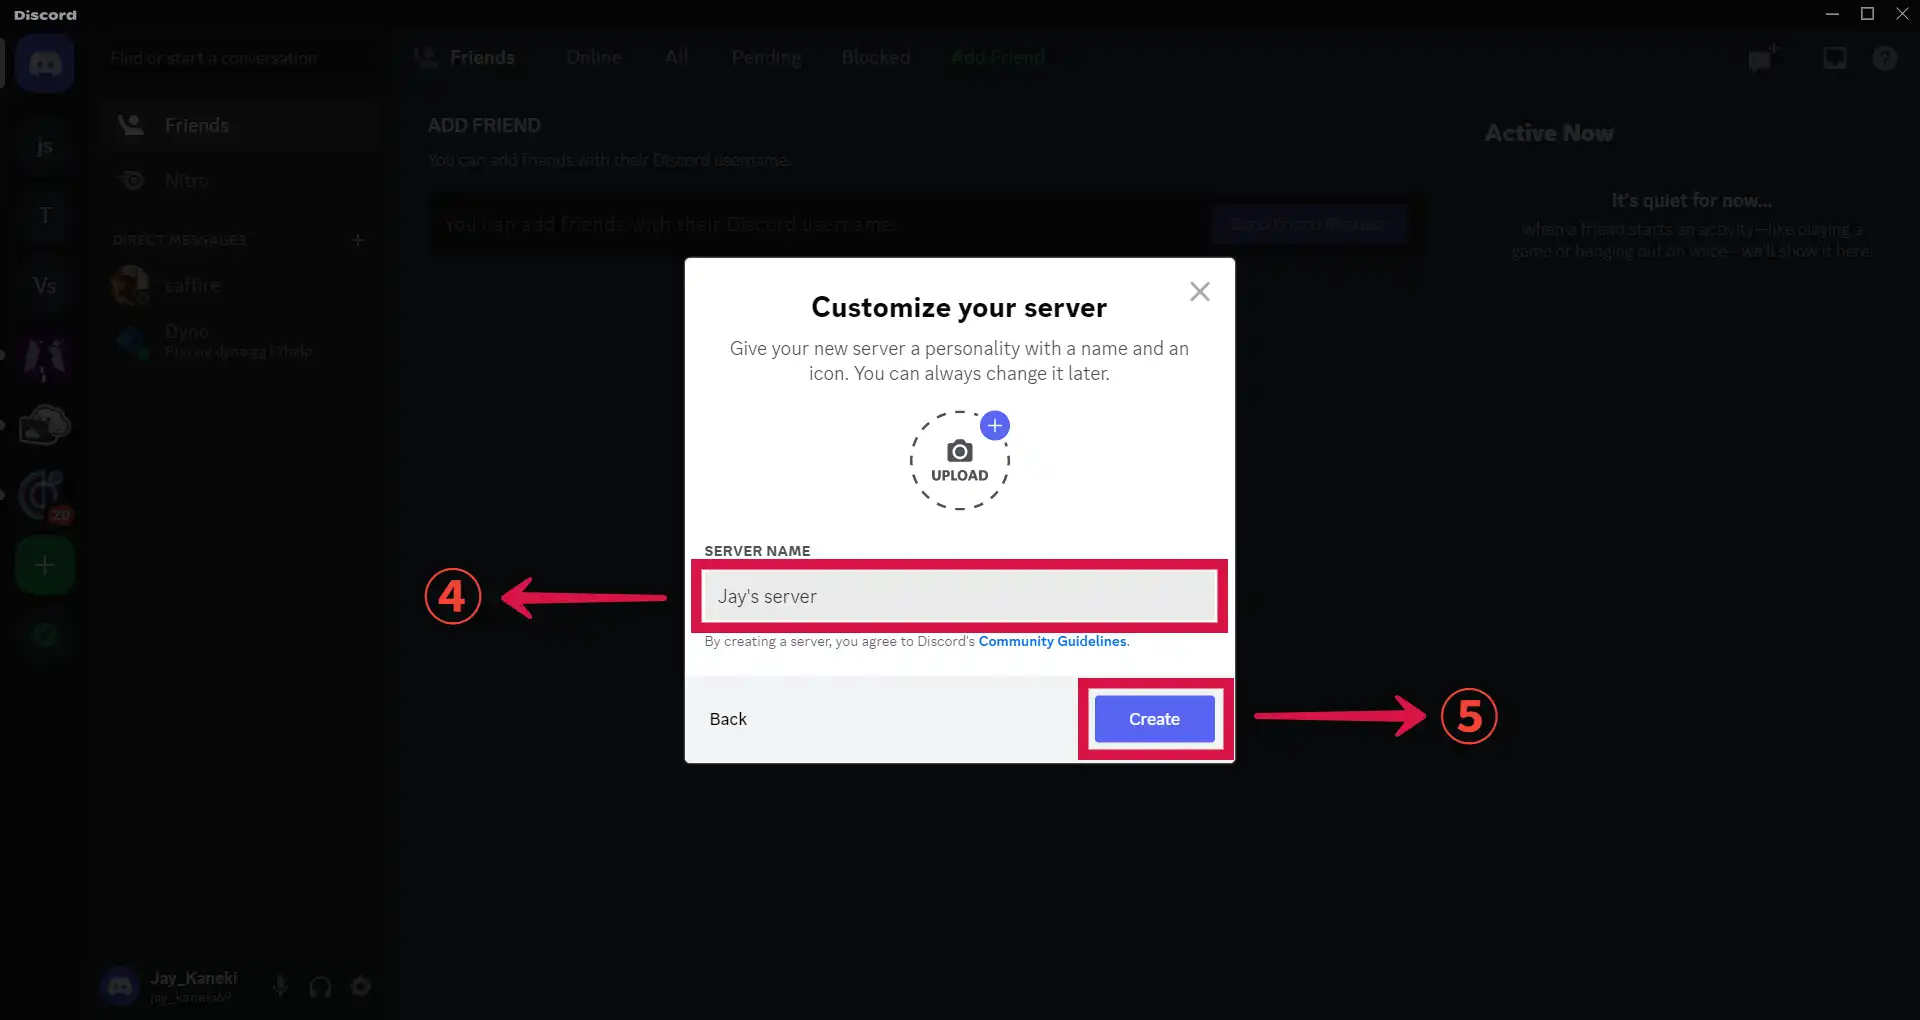 Discord
Find or start a conversation
Friends
Online
All
Pending
Blocked
Add Friend
js
T
Vs
20
Friends
Nitro
DIRECT MESSAGES
saffire
Dyno
ADD FRIEND
You can add friends with their Discord username.
You can add friends with their Discord username.
Send Friend Request
Active Now
It's quiet for now...
When a friend starts an activity—like playing a
game or hanging out on voice—we'll show it here!
Customize your server
Give your new server a personality with a name and an
icon. You can always change it later.
UPLOAD
SERVER NAME
Jay's server
4
By creating a server, you agree to Discord's Community Guidelines.
Back
Create
5
Jay_Kaneki
jay_kaneki69